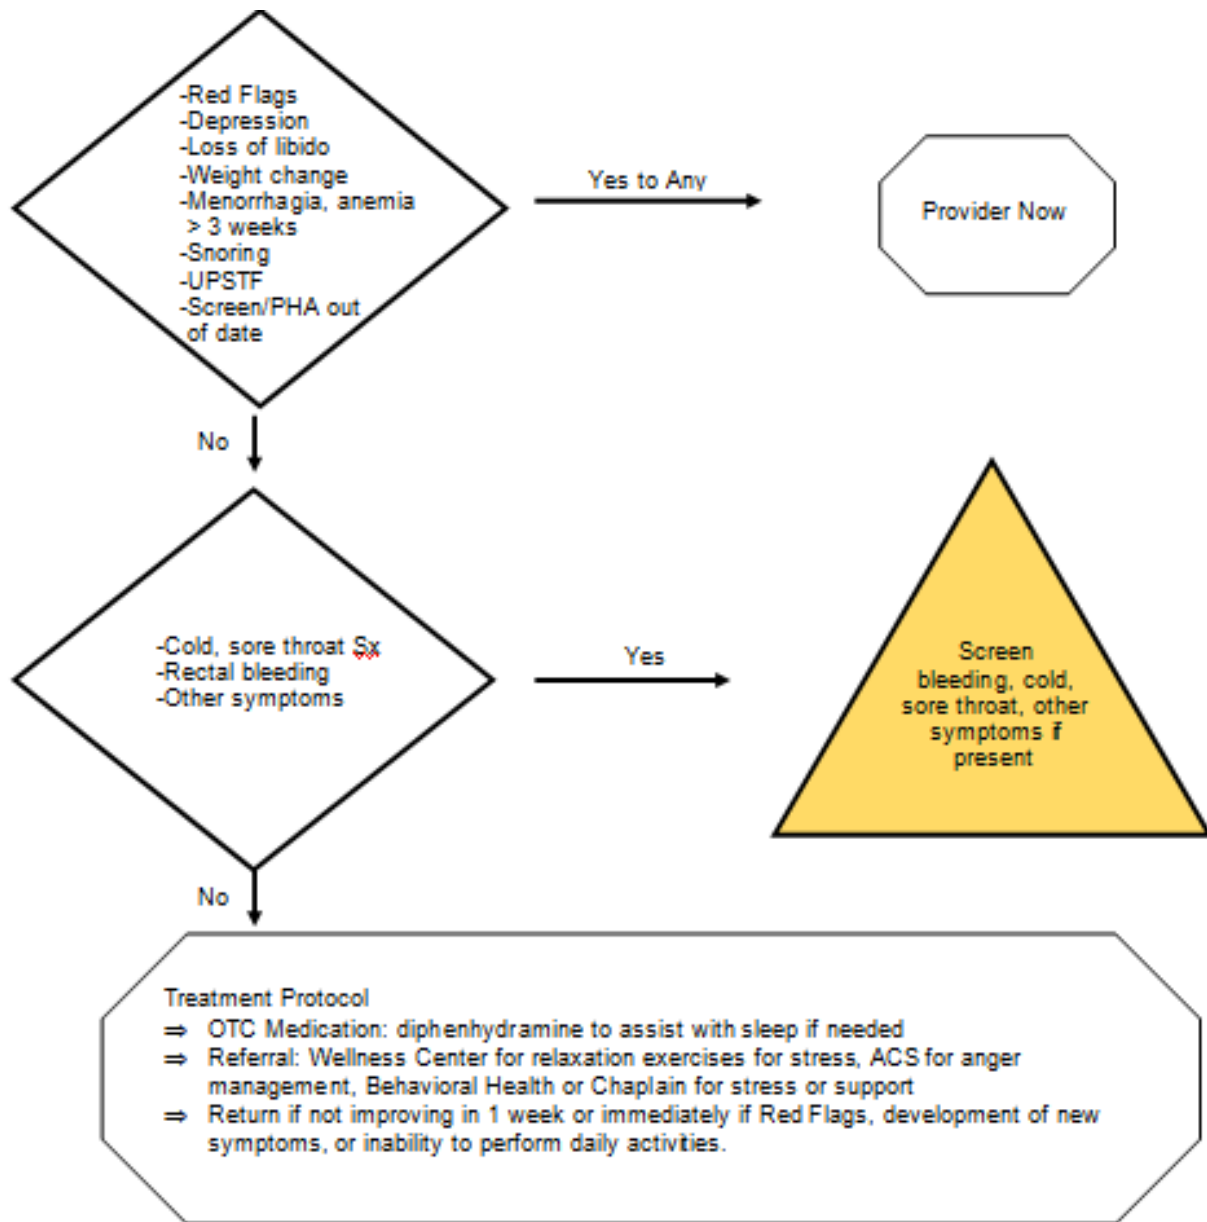 -Red Flags
-Depression
-Loss of libido
-Weight change
-Menorrhagia, anemia
> 3 weeks
-Snoring
-UPSTF
-Screen/PHA out
of date
Yes to Any
Provider Now
No
-Cold, sore throat Sx
-Rectal bleeding
-Other symptoms
Yes
Screen
bleeding, cold,
sore throat, other
symptoms if
present
No
Treatment Protocol
⇒ OTC Medication: diphenhydramine to assist with sleep if needed
⇒ Referral: Wellness Center for relaxation exercises for stress, ACS for anger
management, Behavioral Health or Chaplain for stress or support
⇒ Return if not improving in 1 week or immediately if Red Flags, development of new
symptoms, or inability to perform daily activities.